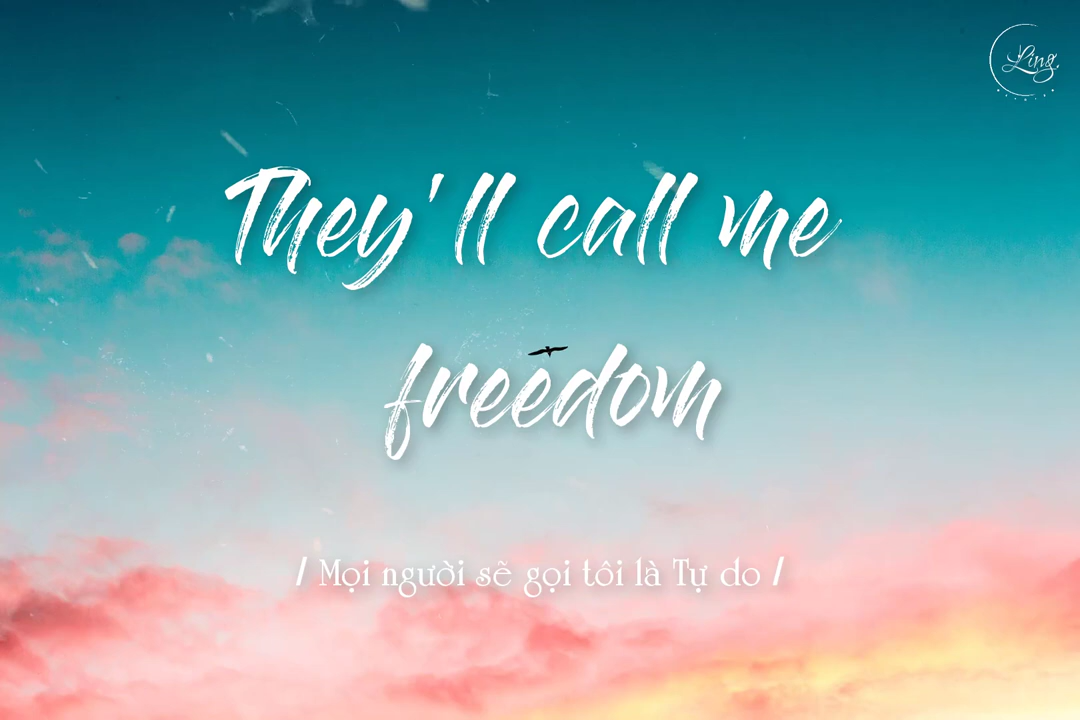 Ling
They'll call me
freedom
/ Mọi người sẽ gọi tôi là Tự do /